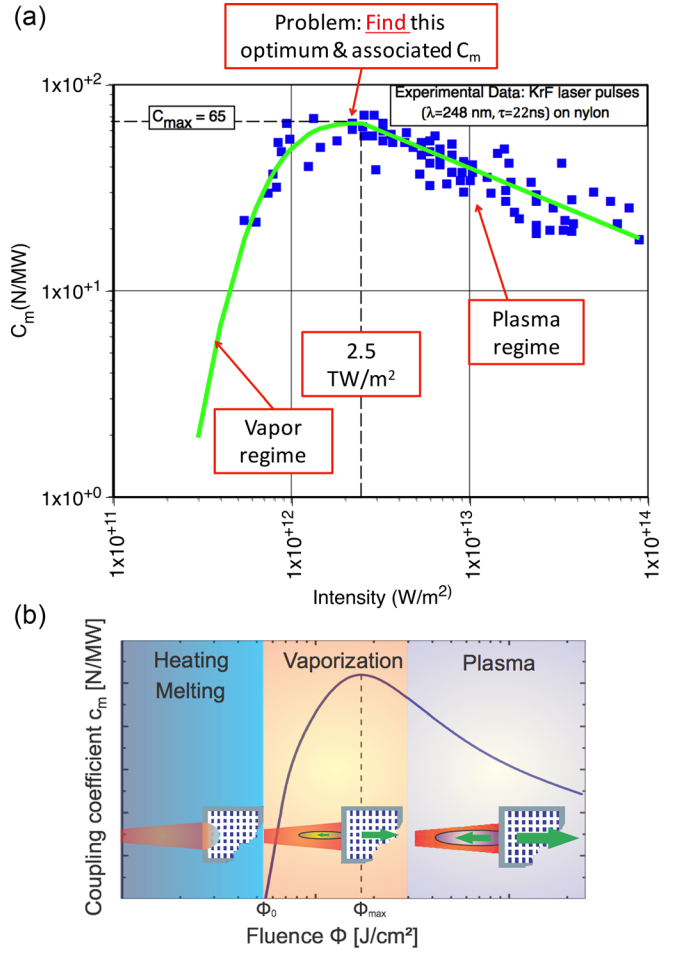 (a)
Problem: Find this
optimum & associated Cm
1x10+2
Experimental Data: KrF laser pulses
(λ=248 nm, τ=22ns) on nylon
Cmax = 65
Cm(N/MW)
1x10+1
Plasma
regime
2.5
TW/m²
Vapor
regime
1x10+0
1x10+11
1x10+12
1x10+13
1x10+14
Intensity (W/m²)
(b)
Coupling coefficient cm [N/MW]
Heating
Melting
Vaporization
Plasma
Φ0
Φmax
Fluence Φ [J/cm²]